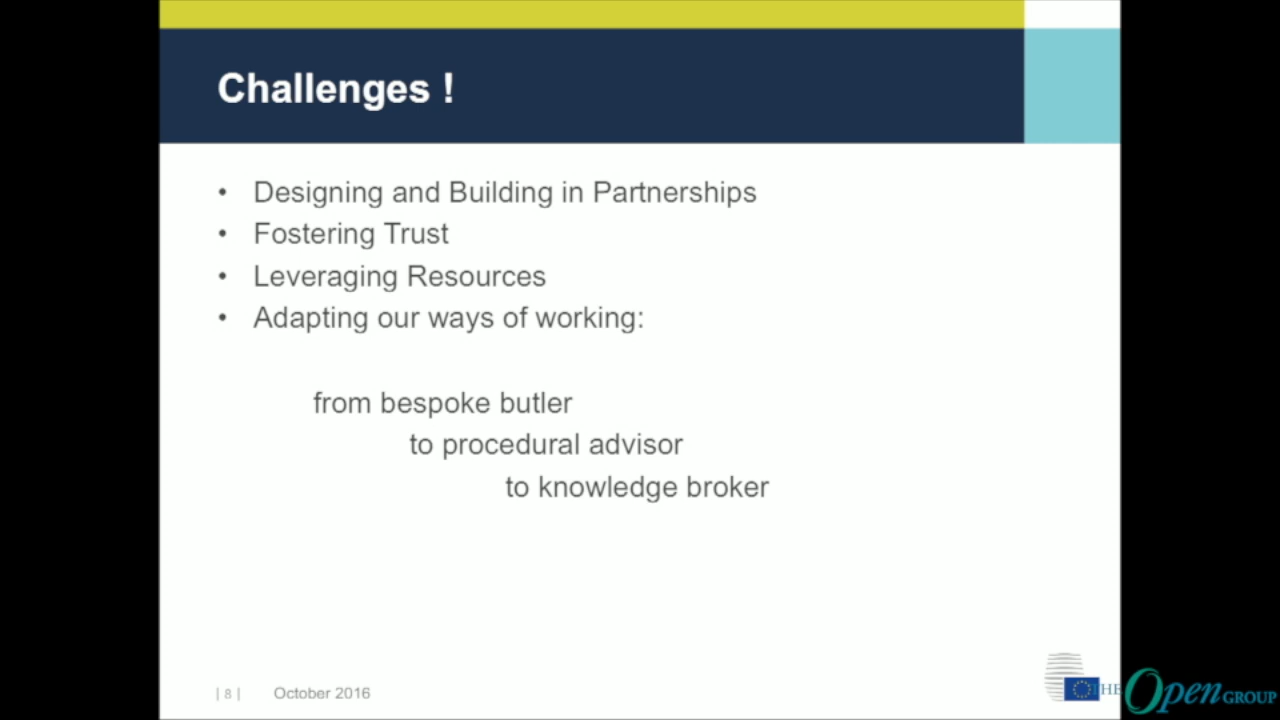 Challenges !
• Designing and Building in Partnerships
• Fostering Trust
• Leveraging Resources
• Adapting our ways of working:
from bespoke butler
to procedural advisor
to knowledge broker
| 8 | October 2016
THE Open GROUP